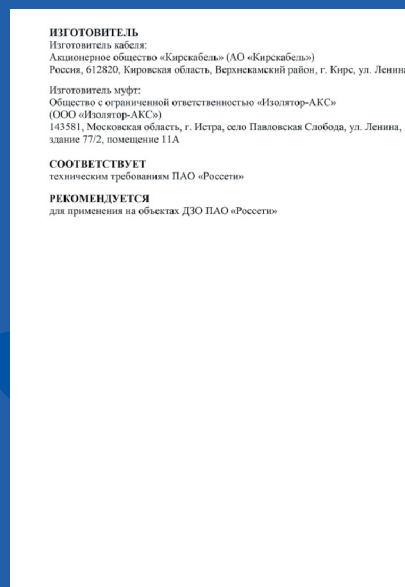 ИЗГОТОВИТЕЛЬ
Изготовитель кабеля:
Акционерное общество «Кирскабель» (АО «Кирскабель»)
Россия, 612820, Кировская область, Верхнекамский район, г. Кирс, ул. Ленина
Изготовитель муфт:
Общество с ограниченной ответственностью «Изолятор-АКС»
(ООО «Изолятор-АКС»)
143581, Московская область, г. Истра, село Павловская Слобода, ул. Ленина,
здание 77/2, помещение 11А
СООТВЕТСТВУЕТ
техническим требованиям ПАО «Россети»
РЕКОМЕНДУЕТСЯ
для применения на объектах ДЗО ПАО «Россети»